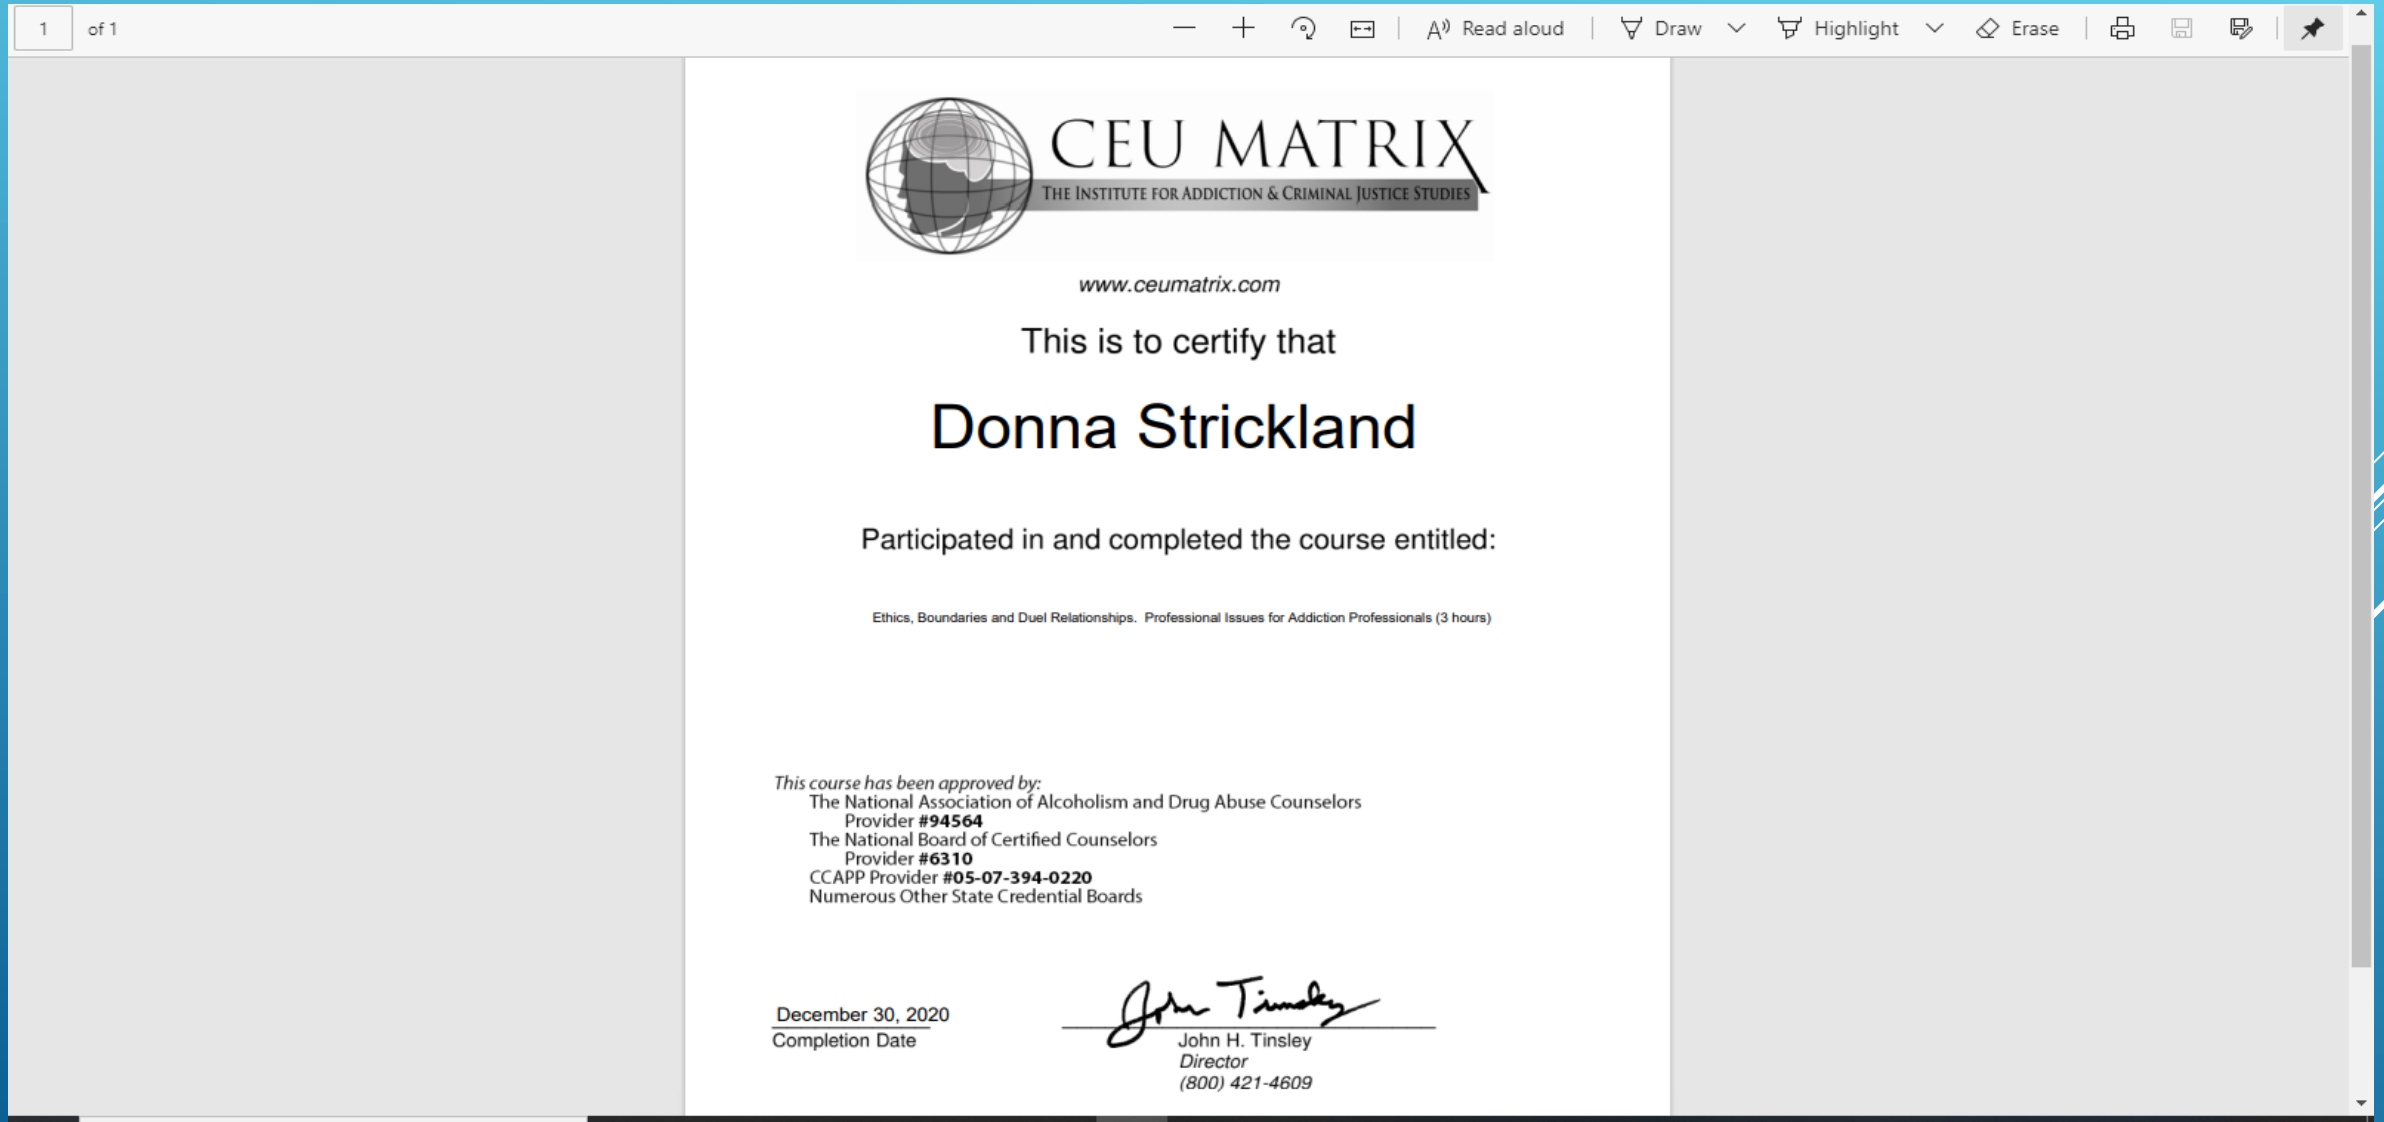 1 of 1 Read aloud Draw Highlight Erase
CEU MATRIX
THE INSTITUTE FOR ADDICTION & CRIMINAL JUSTICE STUDIES
www.ceumatrix.com
This is to certify that
Donna Strickland
Participated in and completed the course entitled:
Ethics, Boundaries and Duel Relationships. Professional Issues for Addiction Professionals (3 hours)
This course has been approved by:
The National Association of Alcoholism and Drug Abuse Counselors
Provider #94564
The National Board of Certified Counselors
Provider #6310
CCAPP Provider #05-07-394-0220
Numerous Other State Credential Boards
December 30, 2020
Completion Date
John Tinsley
John H. Tinsley
Director
(800) 421-4609